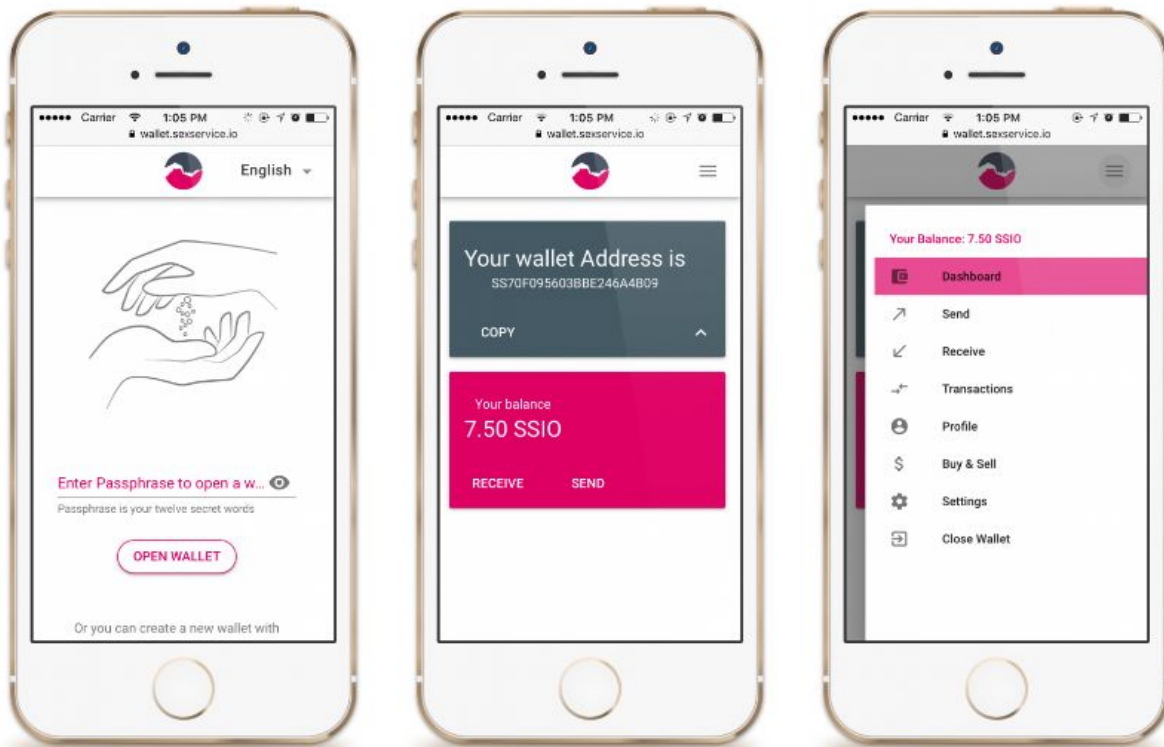 Carrier 1:05 PM
wallet.sexservice.io
English
Enter Passphrase to open a w...
Passphrase is your twelve secret words
OPEN WALLET
Or you can create a new wallet with
Carrier 1:05 PM
wallet.sexservice.io
Your wallet Address is
SS70F095603BBE246A4B09
COPY
Your balance
7.50 SSIO
RECEIVE SEND
Carrier 1:05 PM
wallet.sexservice.io
Your Balance: 7.50 SSIO
Dashboard
Send
Receive
Transactions
Profile
Buy & Sell
Settings
Close Wallet